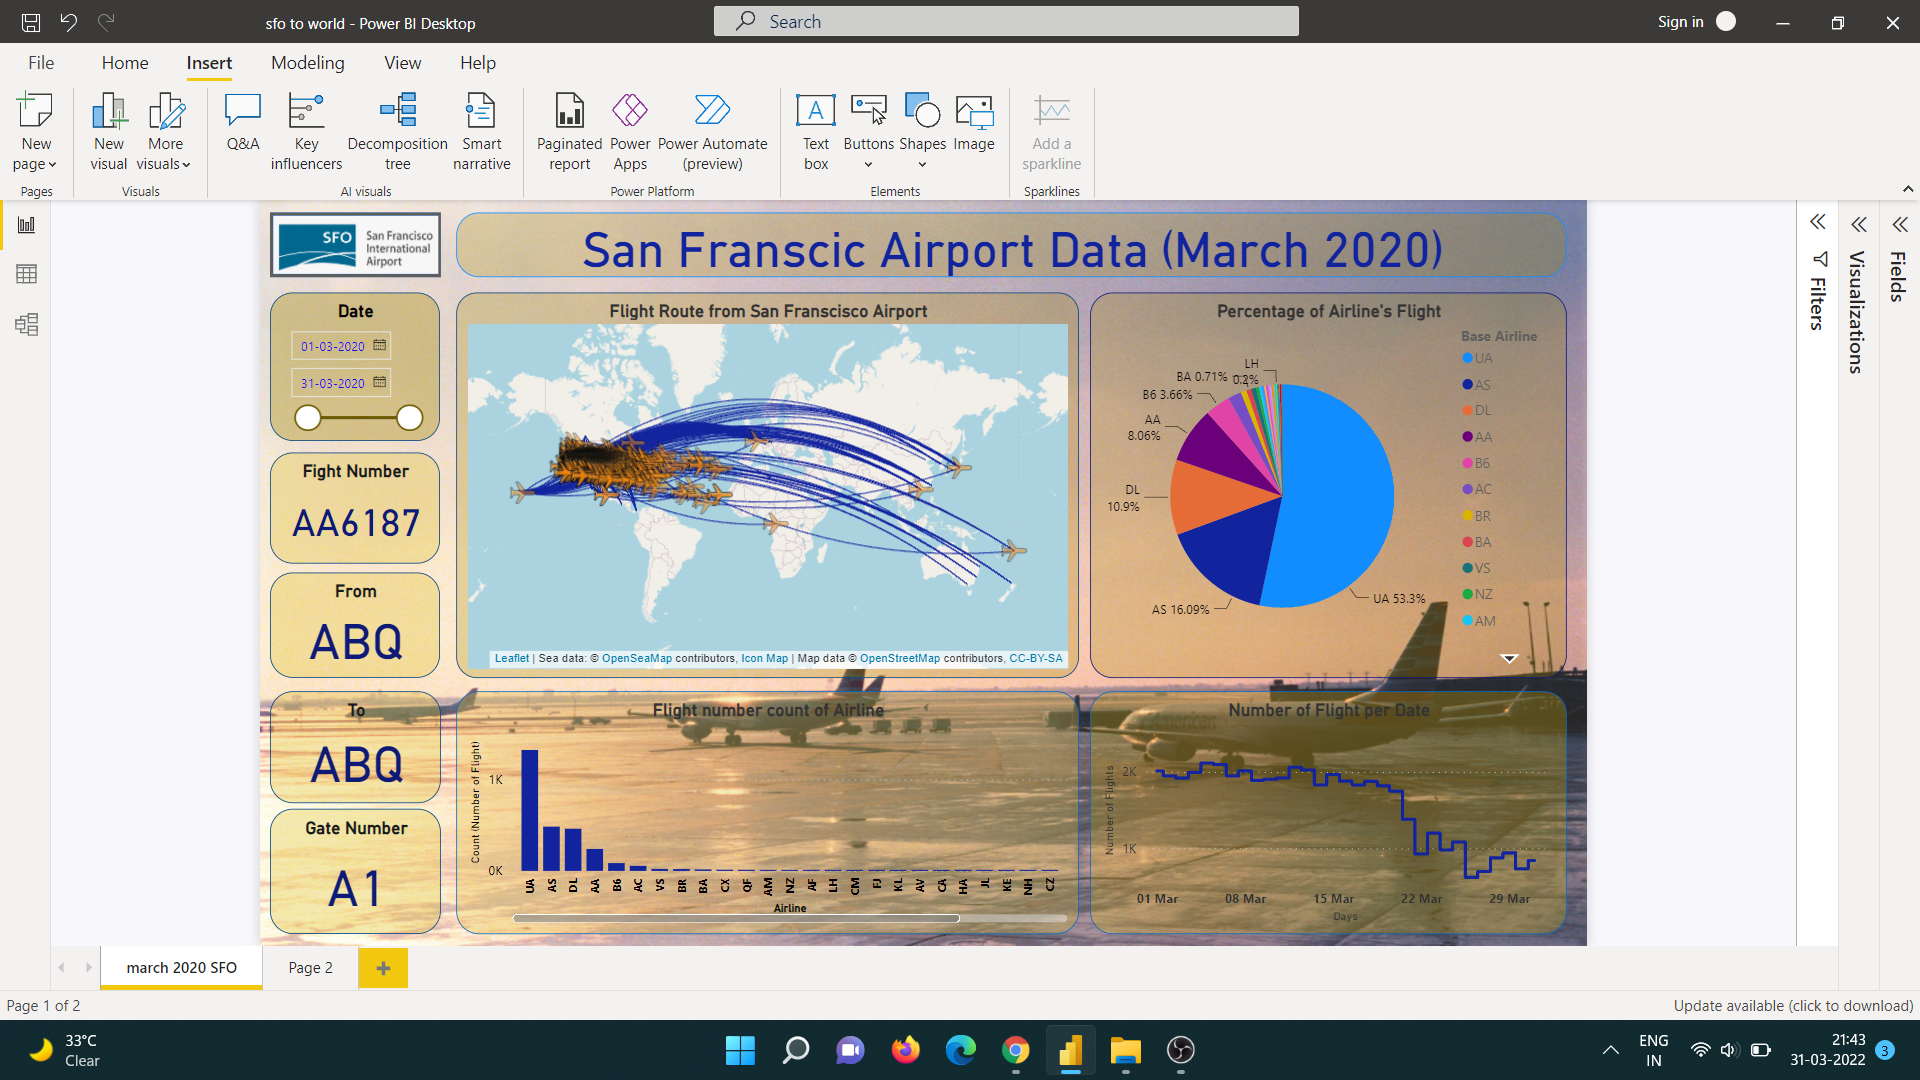 sfo to world - Power BI Desktop
Search
Sign in
File
Home
Insert
Modeling
View
Help
New page
New visual
More visuals
Q&A
Key influencers
Decomposition tree
Smart narrative
Paginated report
Power Apps
Power Automate (preview)
Text box
Buttons
Shapes
Image
Add a sparkline
Pages
Visuals
AI visuals
Power Platform
Elements
Sparklines
SFO
San Francisco
International
Airport
San Franscic Airport Data (March 2020)
Filters
Visualizations
Fields
Date
01-03-2020
31-03-2020
Fight Number
AA6187
From
ABQ
To
ABQ
Gate Number
A1
Flight Route from San Franscisco Airport
Leaflet | Sea data: © OpenSeaMap contributors, Icon Map | Map data © OpenStreetMap contributors, CC-BY-SA
Percentage of Airline's Flight
LH
0.2%
BA 0.71%
B6 3.66%
AA
8.06%
DL
10.9%
AS 16.09%
UA 53.3%
Base Airline
UA
AS
DL
AA
B6
AC
BR
BA
VS
NZ
AM
Flight number count of Airline
Count (Number of Flight)
1K
0K
UA
AS
DL
AA
B6
AC
VS
BR
BA
CX
QF
AM
NZ
AF
LH
CM
FJ
KL
AV
CA
HA
JL
KE
NH
CZ
Airline
Number of Flight per Date
Number of Flights
2K
1K
01 Mar
08 Mar
15 Mar
22 Mar
29 Mar
Days
march 2020 SFO
Page 2
Page 1 of 2
Update available (click to download)
33°C
Clear
ENG
IN
21:43
31-03-2022
3